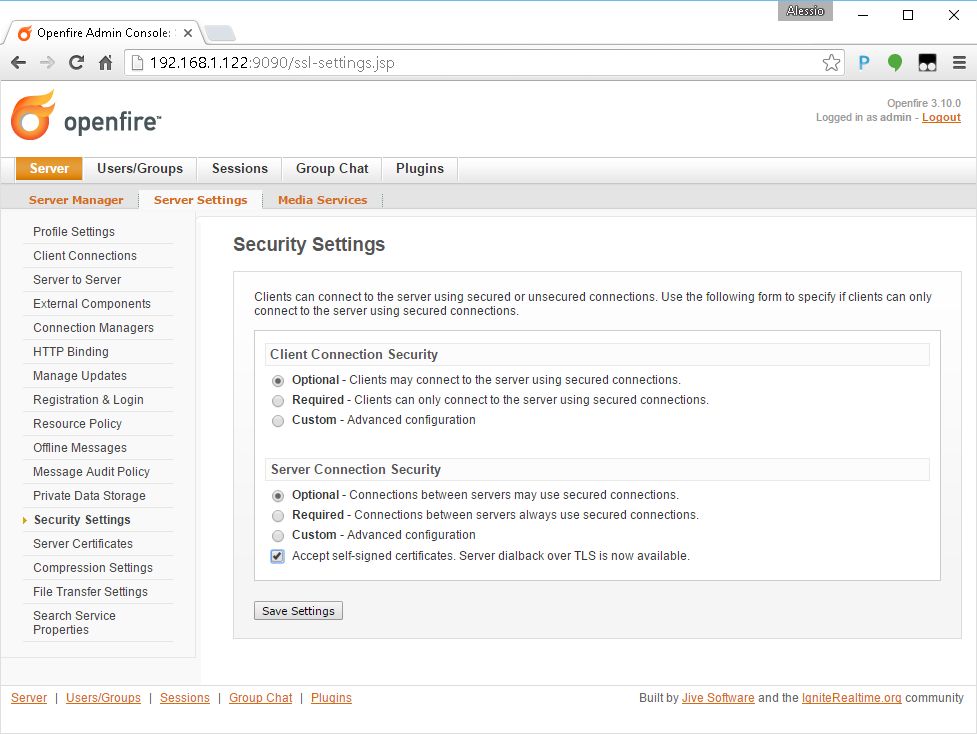 Alessio
Openfire Admin Console:
192.168.1.122:9090/ssl-settings.jsp
P
openfire™
Openfire 3.10.0
Logged in as admin - Logout
Server Users/Groups Sessions Group Chat Plugins
Server Manager Server Settings Media Services
Profile Settings
Client Connections
Server to Server
External Components
Connection Managers
HTTP Binding
Manage Updates
Registration & Login
Resource Policy
Offline Messages
Message Audit Policy
Private Data Storage
Security Settings
Server Certificates
Compression Settings
File Transfer Settings
Search Service
Properties
Security Settings
Clients can connect to the server using secured or unsecured connections. Use the following form to specify if clients can only
connect to the server using secured connections.
Client Connection Security
Optional - Clients may connect to the server using secured connections.
Required - Clients can only connect to the server using secured connections.
Custom - Advanced configuration
Server Connection Security
Optional - Connections between servers may use secured connections.
Required - Connections between servers always use secured connections.
Custom - Advanced configuration
Accept self-signed certificates. Server dialback over TLS is now available.
Save Settings
Server | Users/Groups | Sessions | Group Chat | Plugins
Built by Jive Software and the IgniteRealtime.org community